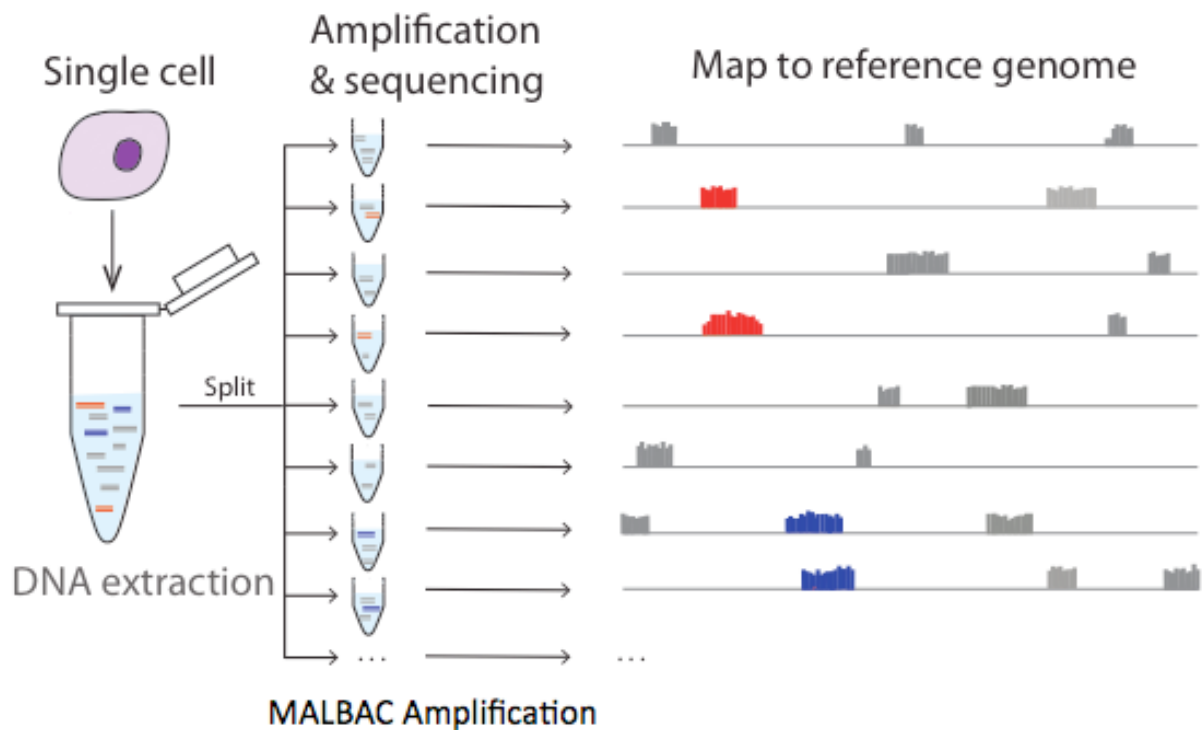 Single cell
Amplification
& sequencing
Map to reference genome
Split
DNA extraction
...
...
MALBAC Amplification